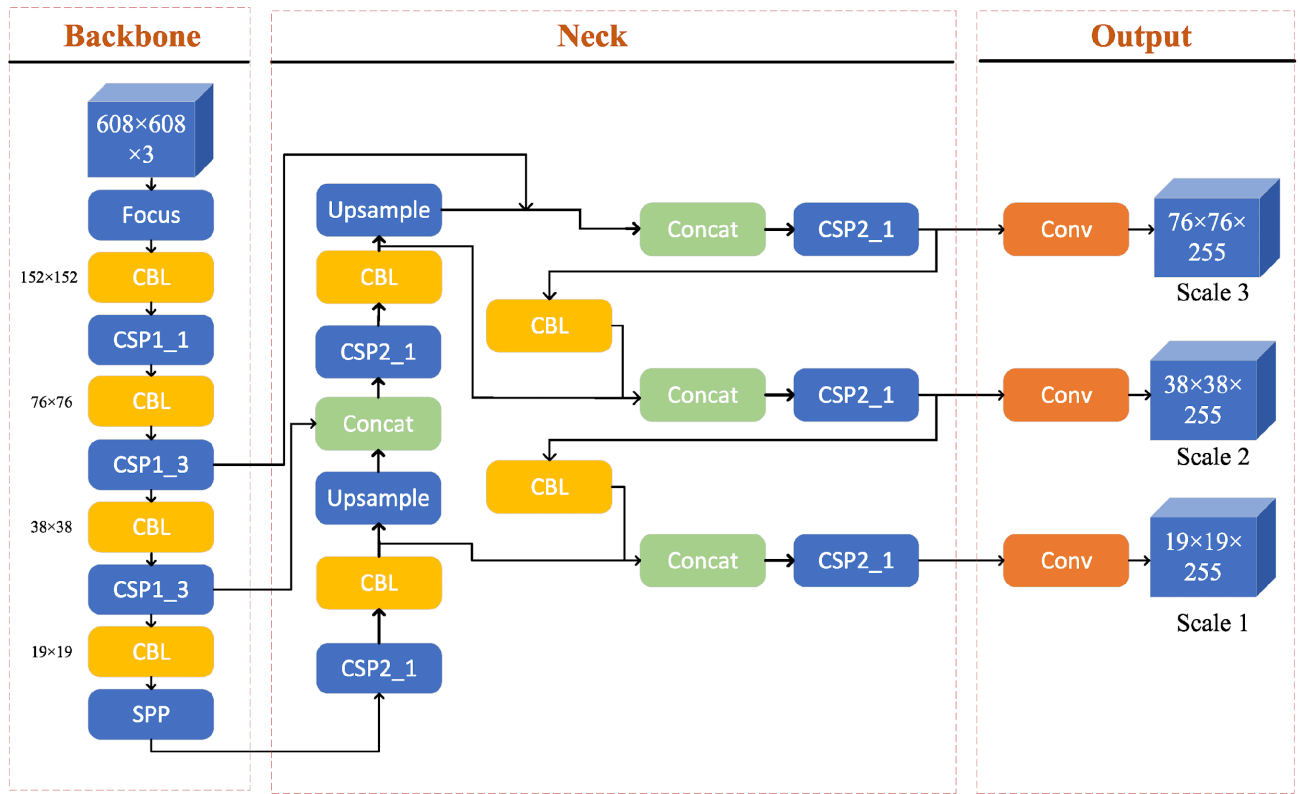 Backbone
Neck
Output
608×608
×3
Focus
152×152
CBL
CSP1_1
76×76
CBL
CSP1_3
38×38
CBL
CSP1_3
19×19
CBL
SPP
Upsample
CBL
CSP2_1
Concat
Upsample
CBL
CSP2_1
Concat
CSP2_1
CBL
Concat
CSP2_1
CBL
Concat
CSP2_1
Conv
76×76×
255
Scale 3
Conv
38×38×
255
Scale 2
Conv
19×19×
255
Scale 1